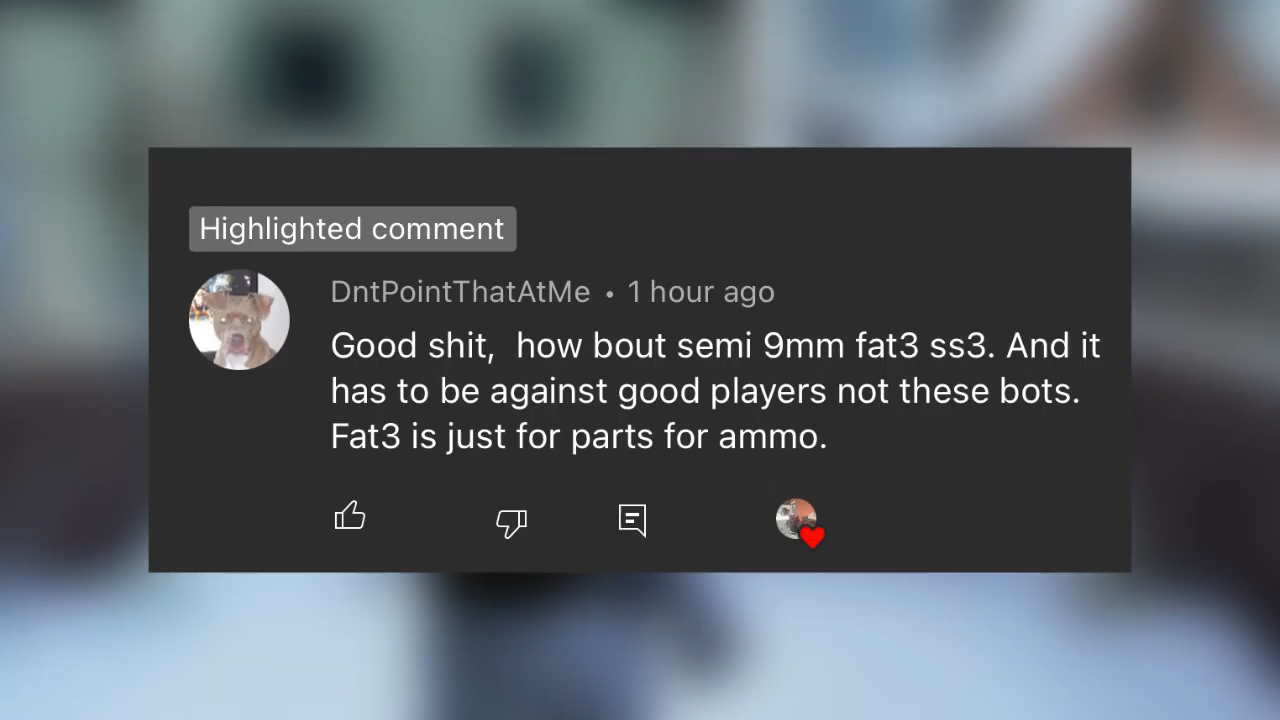 Highlighted comment
DntPointThatAtMe • 1 hour ago
Good shit,  how bout semi 9mm fat3 ss3. And it
has to be against good players not these bots.
Fat3 is just for parts for ammo.